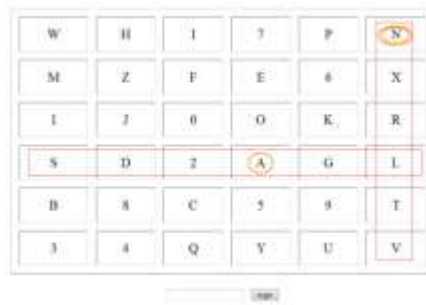 W H I 7 P N
M Z F E 6 X
1 J 0 O K R
S D 2 A G L
B 8 C 5 9 T
3 4 Q Y U V